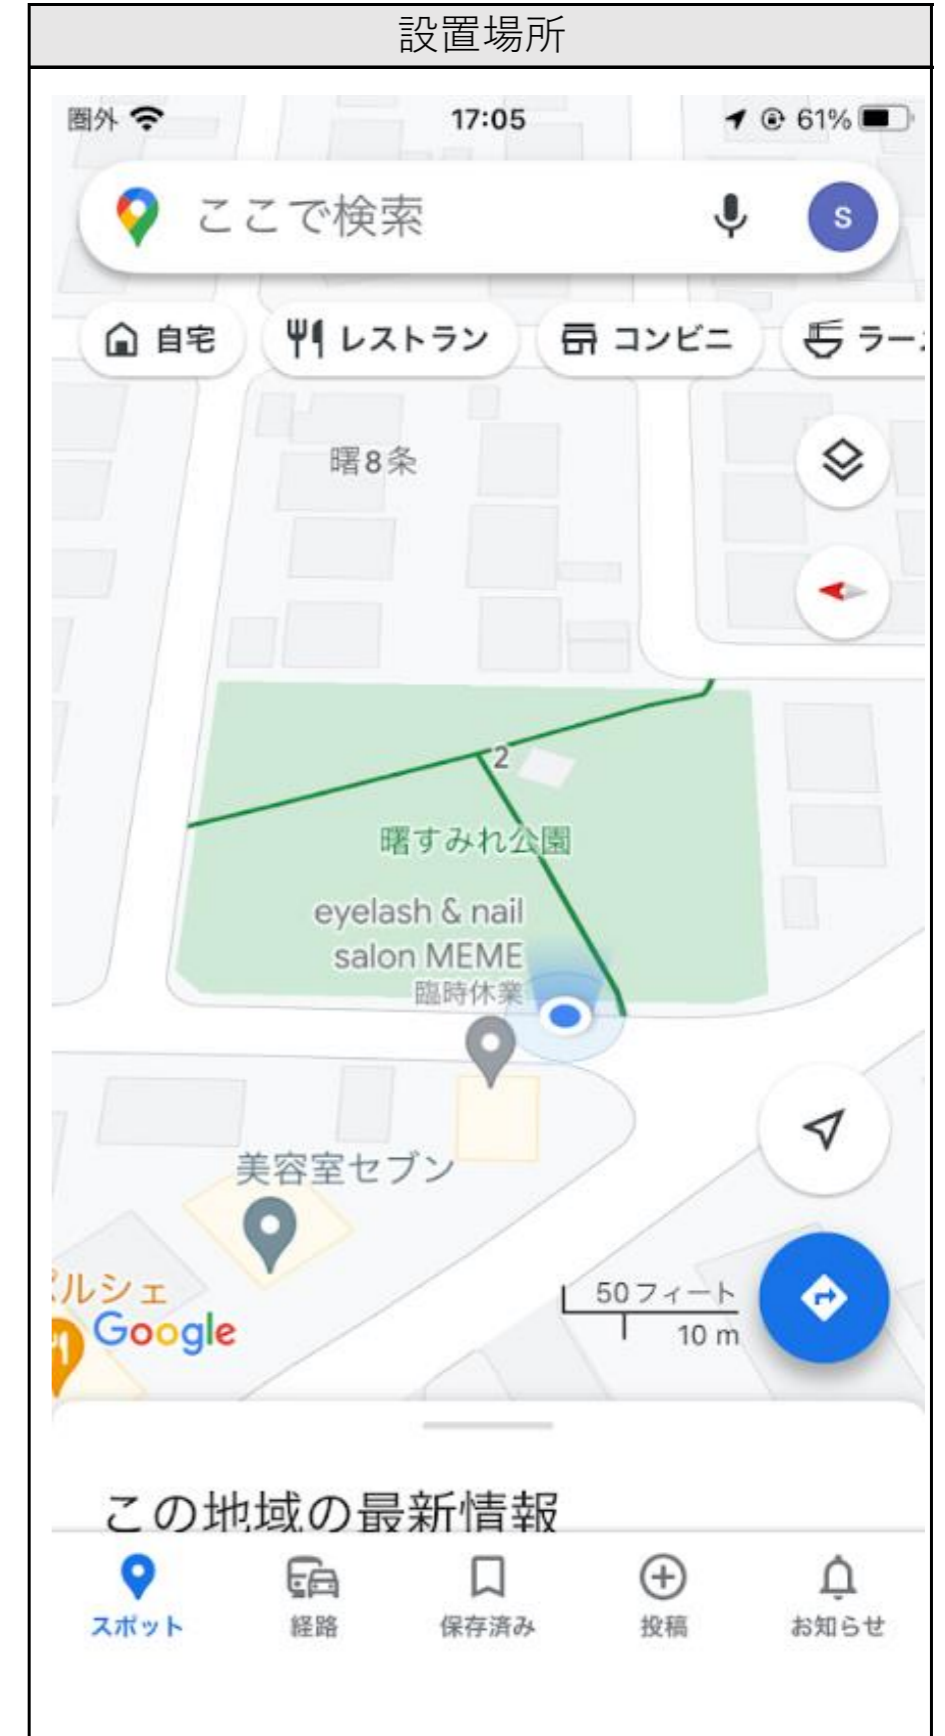 設置場所
圏外 17:05 61%
ここで検索 S
自宅 レストラン コンビニ ラー
曙8条
2
曙すみれ公園
eyelash & nail
salon MEME
臨時休業
美容室セブン
ルシェ
Google
50フィート
10 m
この地域の最新情報
スポット 経路 保存済み 投稿 お知らせ